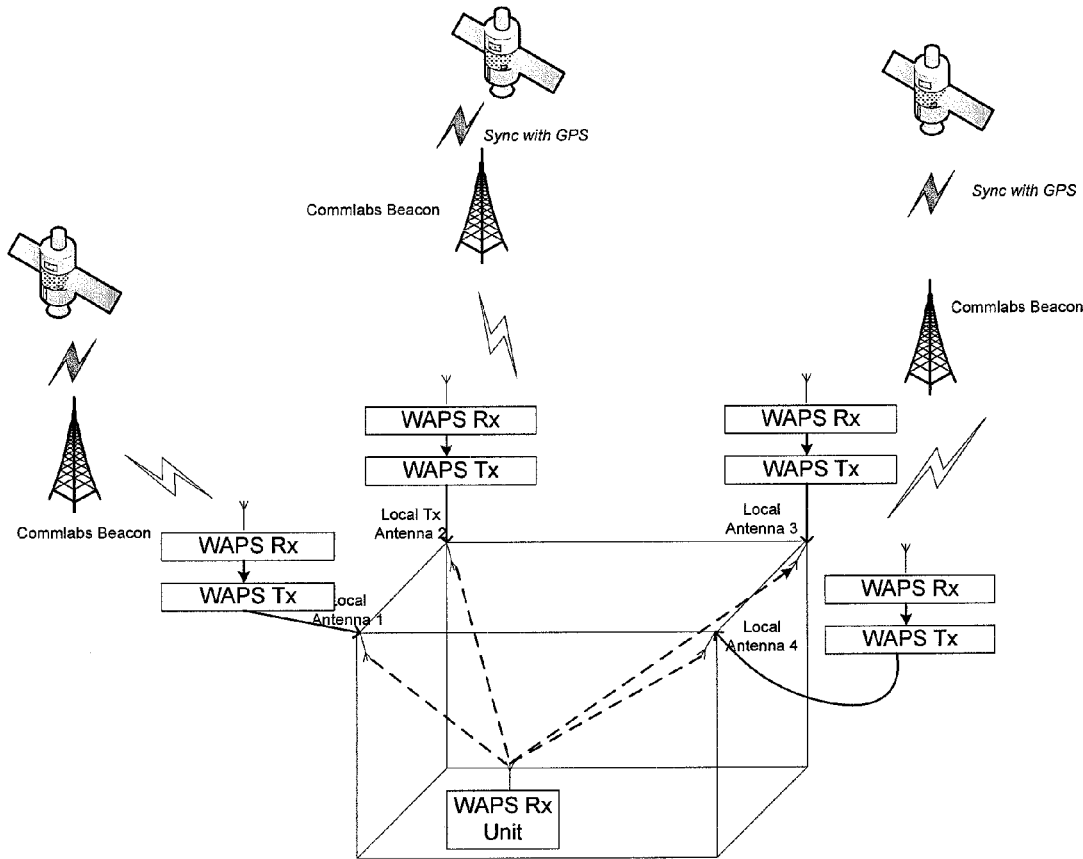 Sync with GPS
Commlabs Beacon
Sync with GPS
Commlabs Beacon
Commlabs Beacon
WAPS Rx
WAPS Tx
WAPS Rx
WAPS Tx
Local Tx
Antenna 2
WAPS Rx
WAPS Tx
Local
Antenna 3
WAPS Rx
WAPS Tx
Local
Antenna 1
Local
Antenna 4
WAPS Rx
Unit